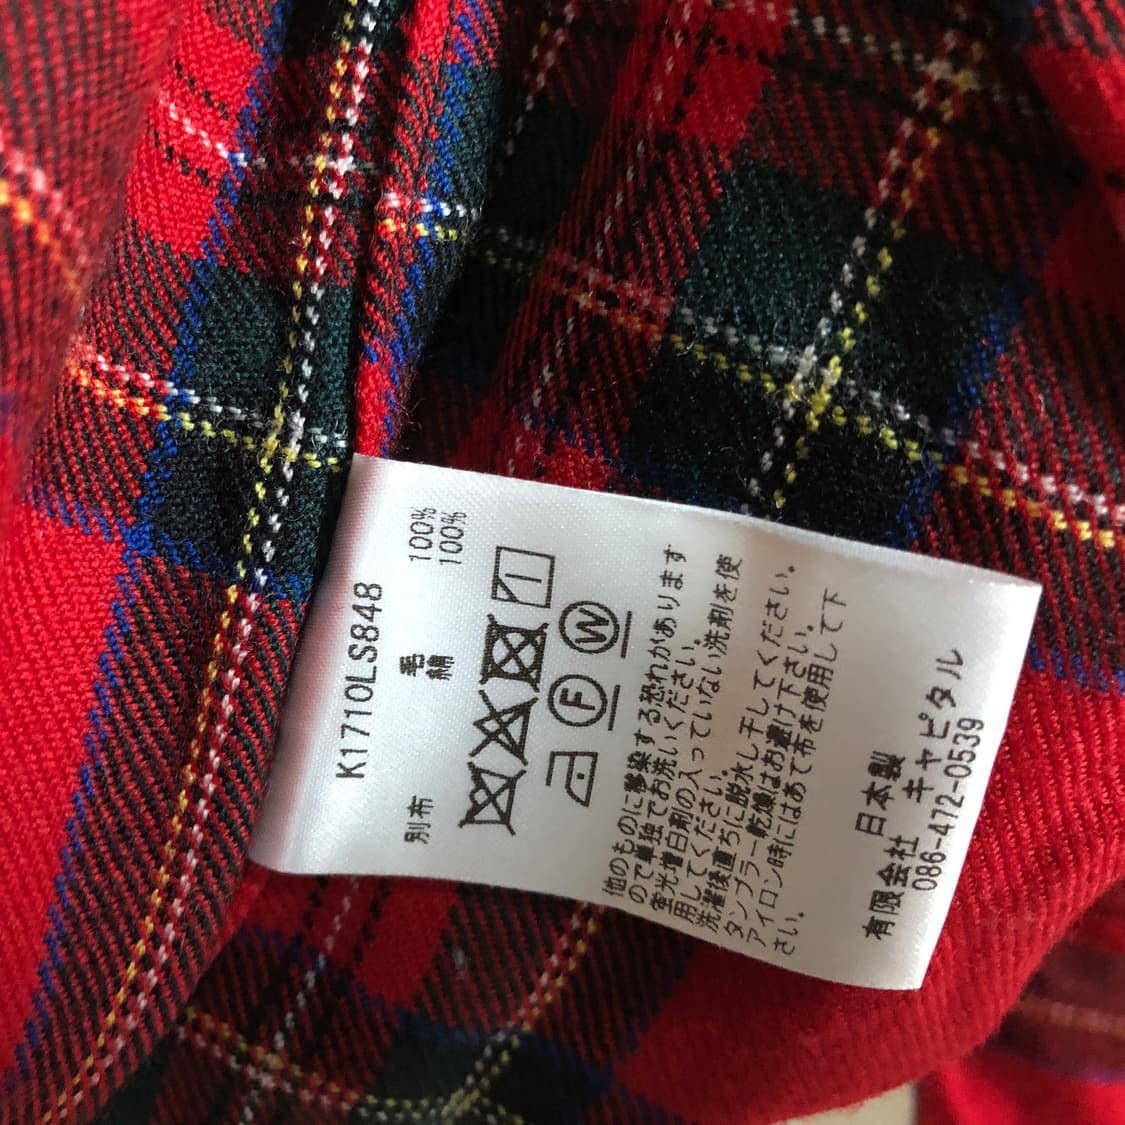 K1710LS848
毛 100%
別布 綿 100%
W
F
他のものに移染する恐れがあります
ので単独でお洗いください。
蛍光増白剤の入っていない洗剤を使
用してください。
洗濯後直ちに脱水し干してください。
タンブラー乾燥はお避け下さい。
アイロン時にはあて布を使用して下
さい。
日本製
有限会社 キャピタル
086-472-0539